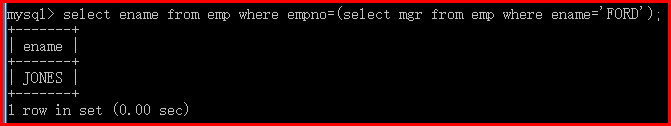 mysql> select ename from emp where empno=(select mgr from emp where ename='FORD');
+-------+
| ename |
+-------+
| JONES |
+-------+
1 row in set (0.00 sec)